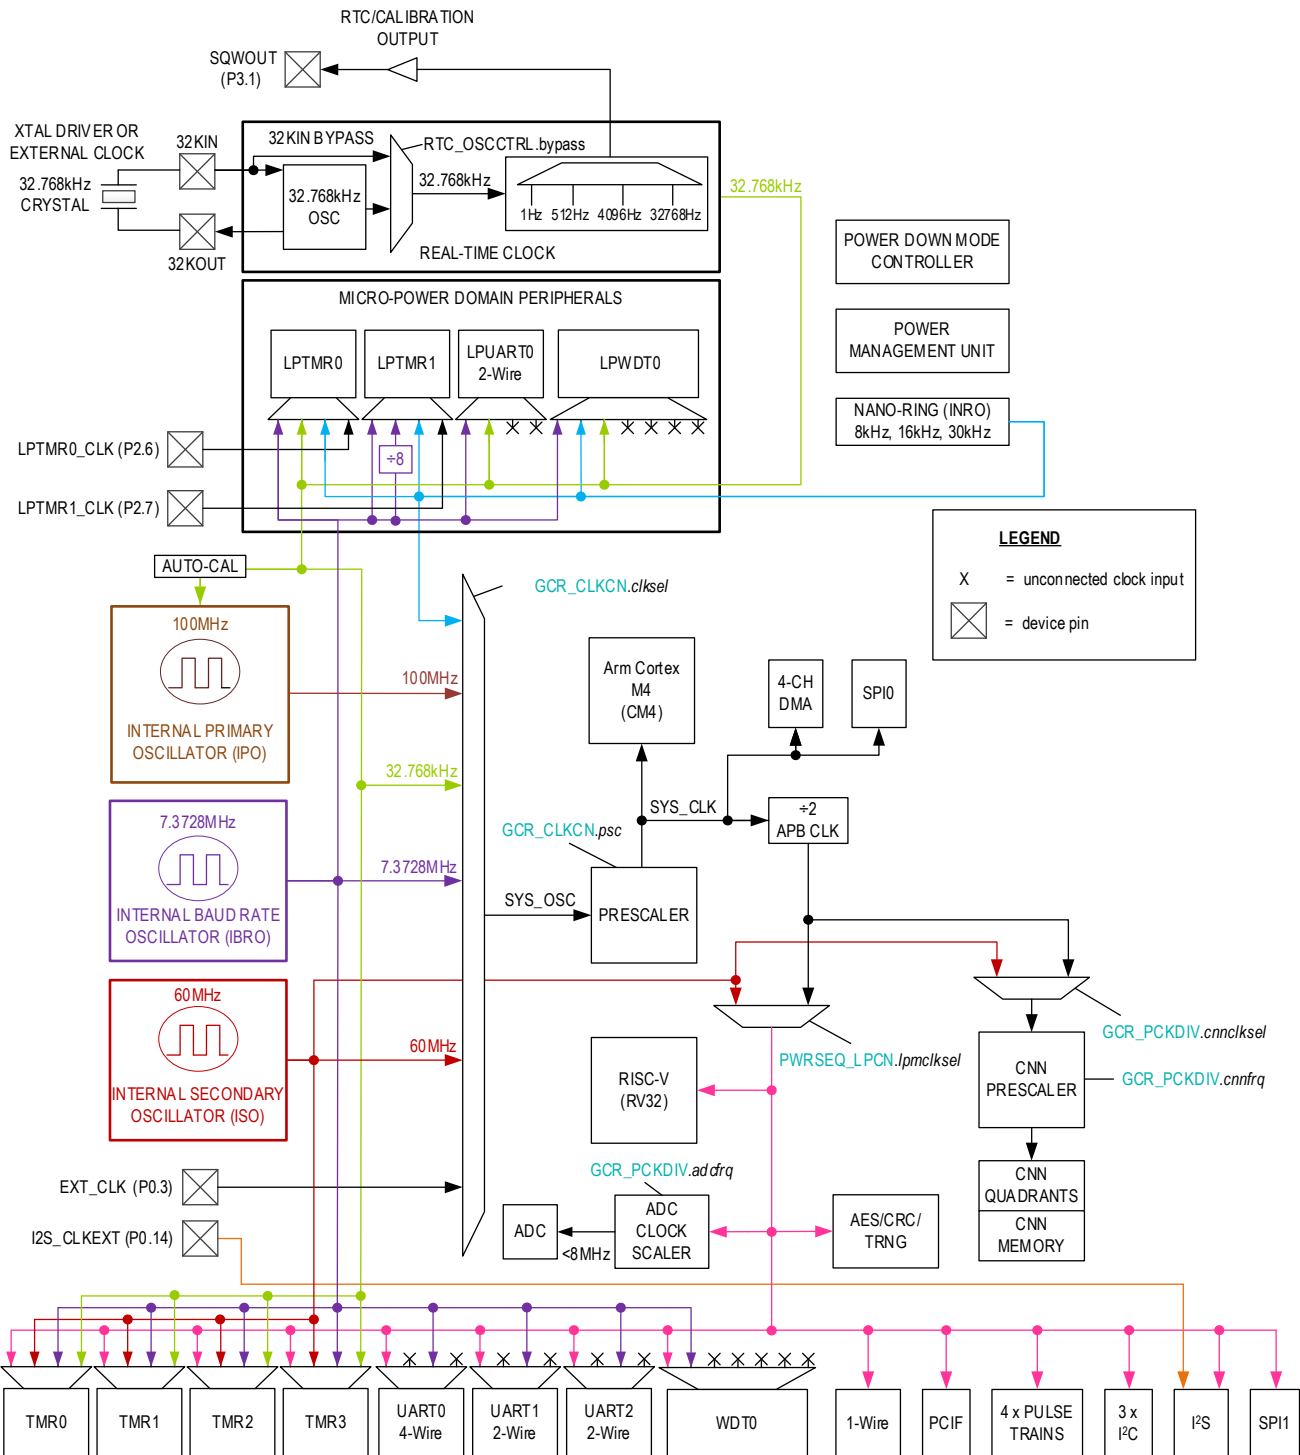 RTC/CALIBRATION
OUTPUT
SQWOUT
(P3.1)
XTAL DRIVER OR
EXTERNAL CLOCK
32KIN
32KIN BYPASS
RTC_OSCCTRL.bypass
32.768kHz
CRYSTAL
32.768kHz
OSC
32.768kHz
1Hz
512Hz
4096Hz
32768Hz
32.768kHz
32KOUT
REAL-TIME CLOCK
POWER DOWN MODE
CONTROLLER
MICRO-POWER DOMAIN PERIPHERALS
POWER
MANAGEMENT UNIT
LPTMR0
LPTMR1
LPUART0
2-Wire
LPWDT0
NANO-RING (INRO)
8kHz, 16kHz, 30kHz
LPTMR0_CLK (P2.6)
÷8
LPTMR1_CLK (P2.7)
LEGEND
X = unconnected clock input
= device pin
AUTO-CAL
GCR_CLKCN.clksel
100MHz
INTERNAL PRIMARY
OSCILLATOR (IPO)
100MHz
Arm Cortex
M4
(CM4)
4-CH
DMA
SPI0
32.768kHz
SYS_CLK
÷2
APB CLK
GCR_CLKCN.psc
7.3728MHz
INTERNAL BAUD RATE
OSCILLATOR (IBRO)
7.3728MHz
SYS_OSC
PRESCALER
60MHz
INTERNAL SECONDARY
OSCILLATOR (ISO)
60MHz
PWRSEQ_LPCN.lpmclksel
GCR_PCKDIV.cnnclksel
RISC-V
(RV32)
CNN
PRESCALER
GCR_PCKDIV.cnnfrq
EXT_CLK (P0.3)
GCR_PCKDIV.adcfrq
CNN
QUADRANTS
CNN
MEMORY
I2S_CLKEXT (P0.14)
ADC
<8MHz
ADC
CLOCK
SCALER
AES/CRC/
TRNG
TMR0
TMR1
TMR2
TMR3
UART0
4-Wire
UART1
2-Wire
UART2
2-Wire
WDT0
1-Wire
PCIF
4 x PULSE
TRAINS
3 x
I²C
I²S
SPI1